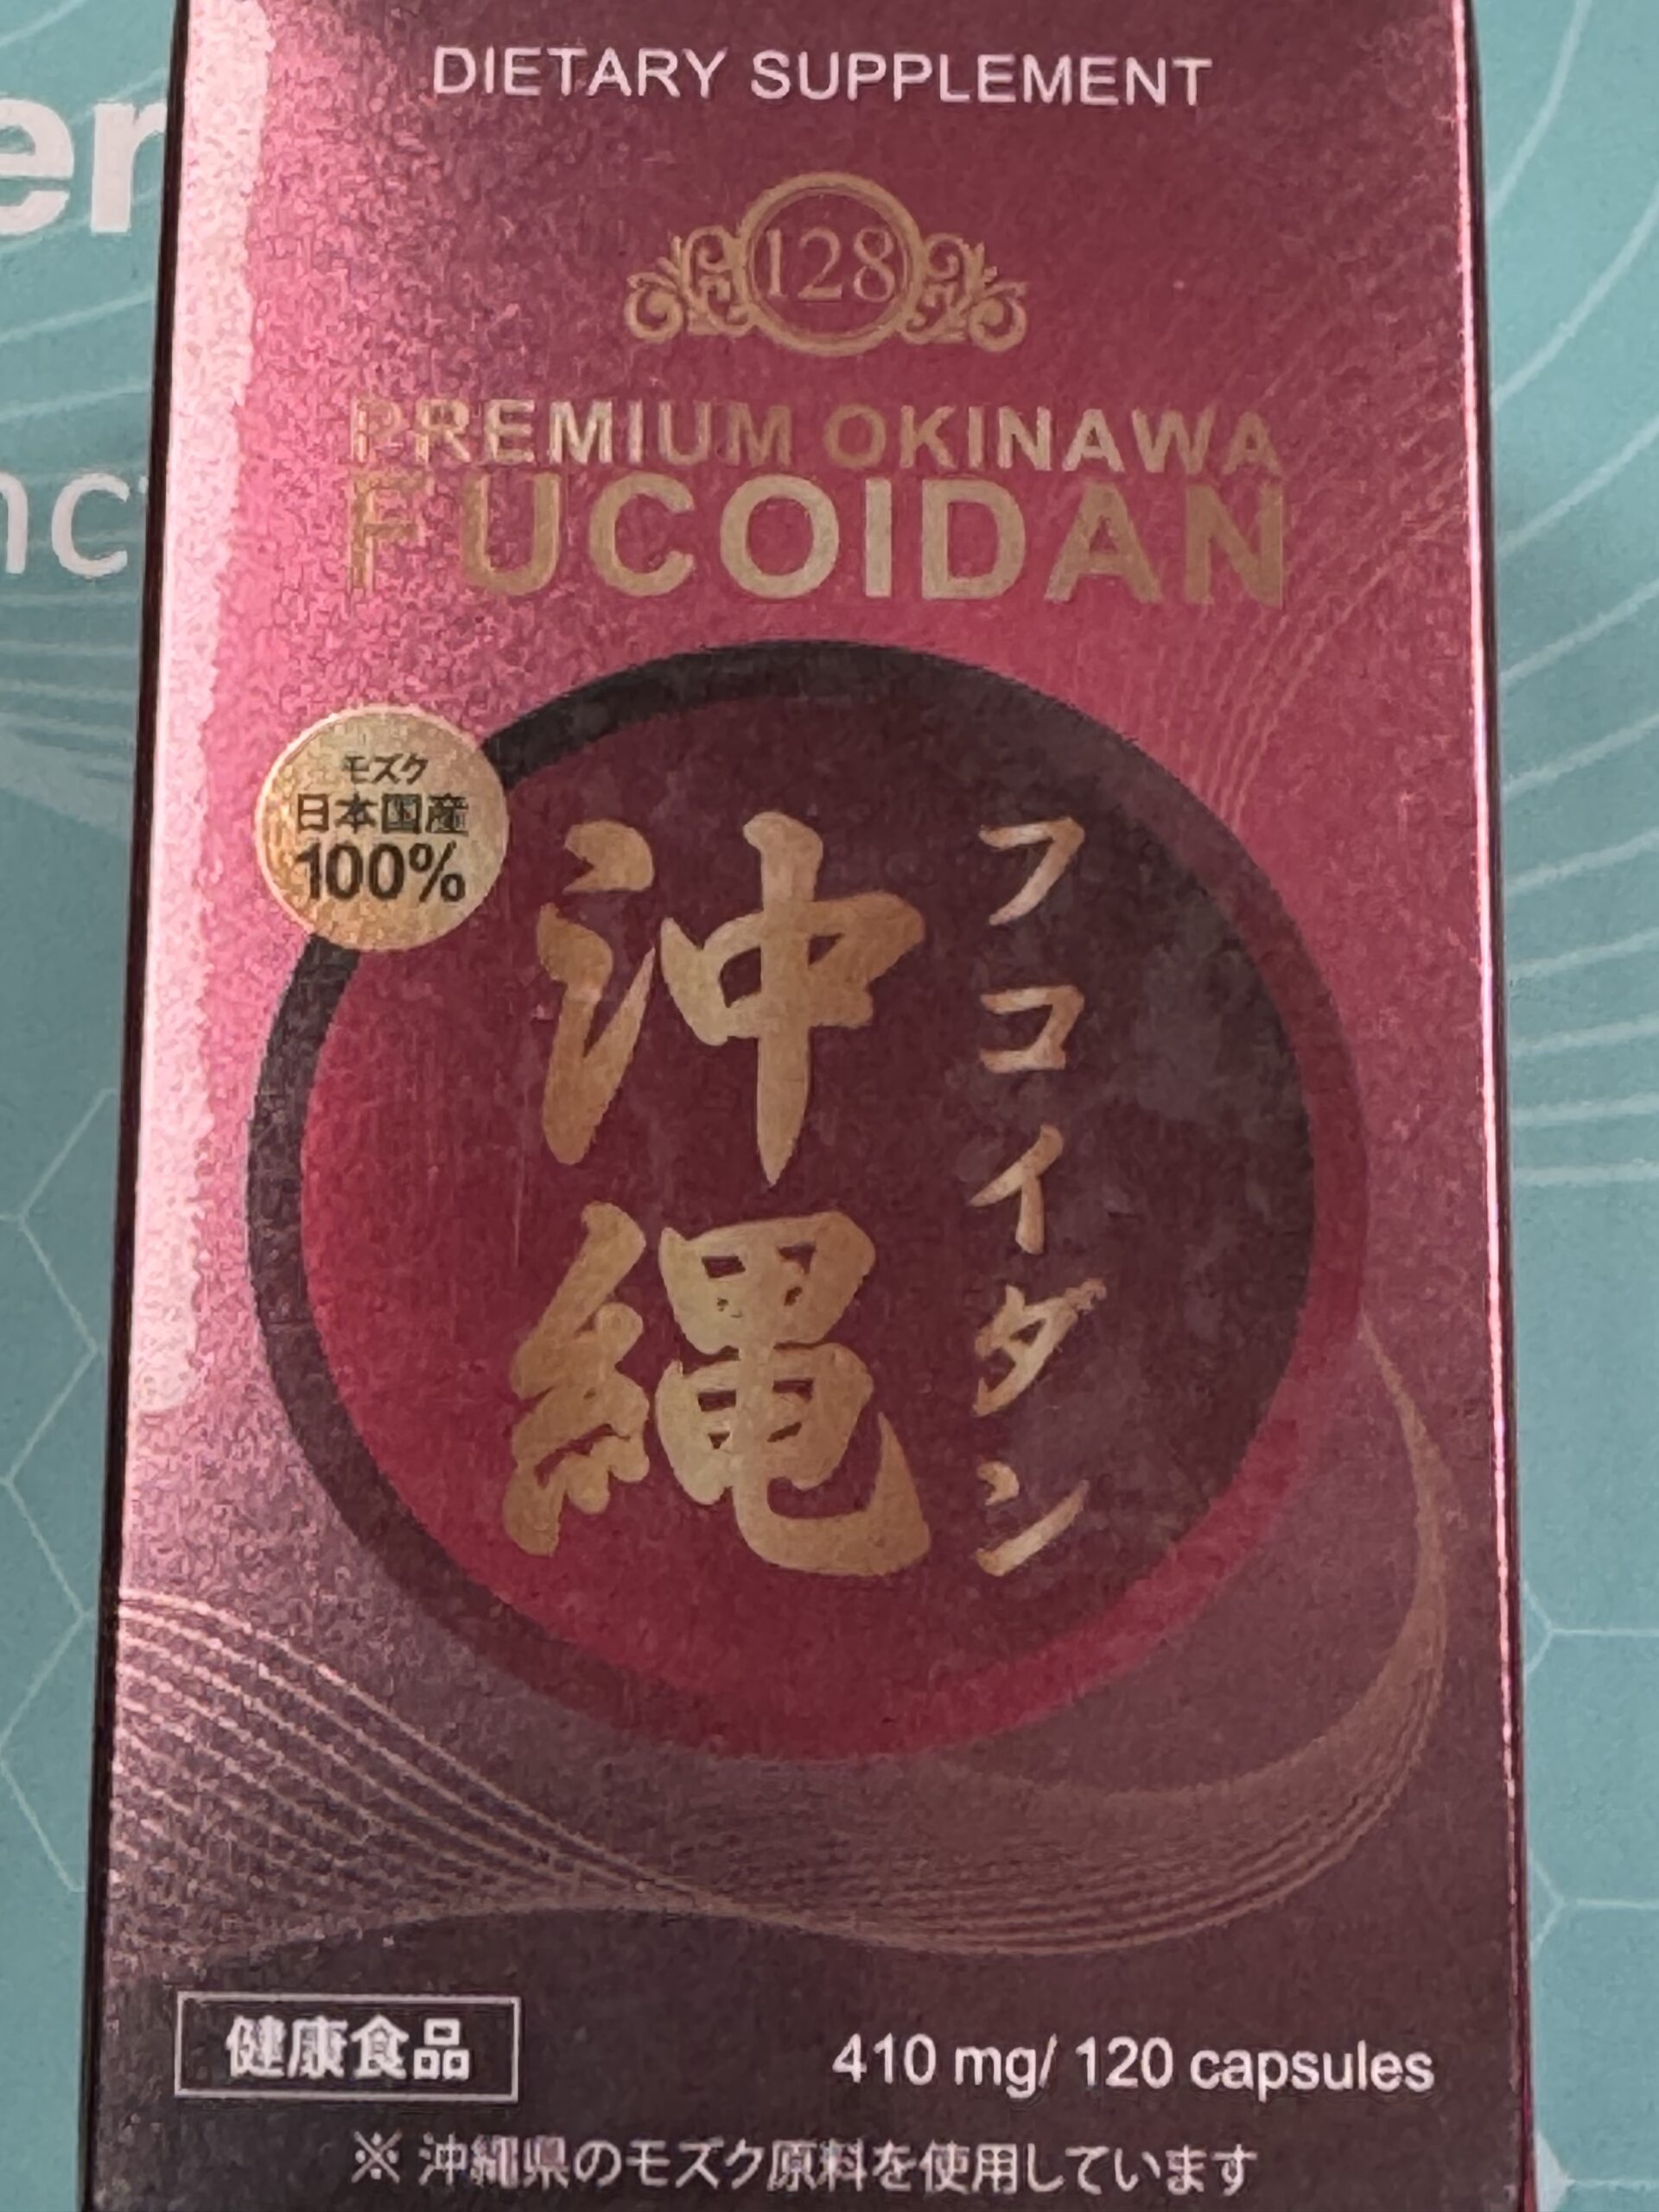 DIETARY SUPPLEMENT
128
PREMIUM OKINAWA
FUCOIDAN
モズク
日本国産
100%
沖縄
フコイダン
健康食品
410 mg/ 120 capsules
※ 沖縄県のモズク原料を使用しています
er